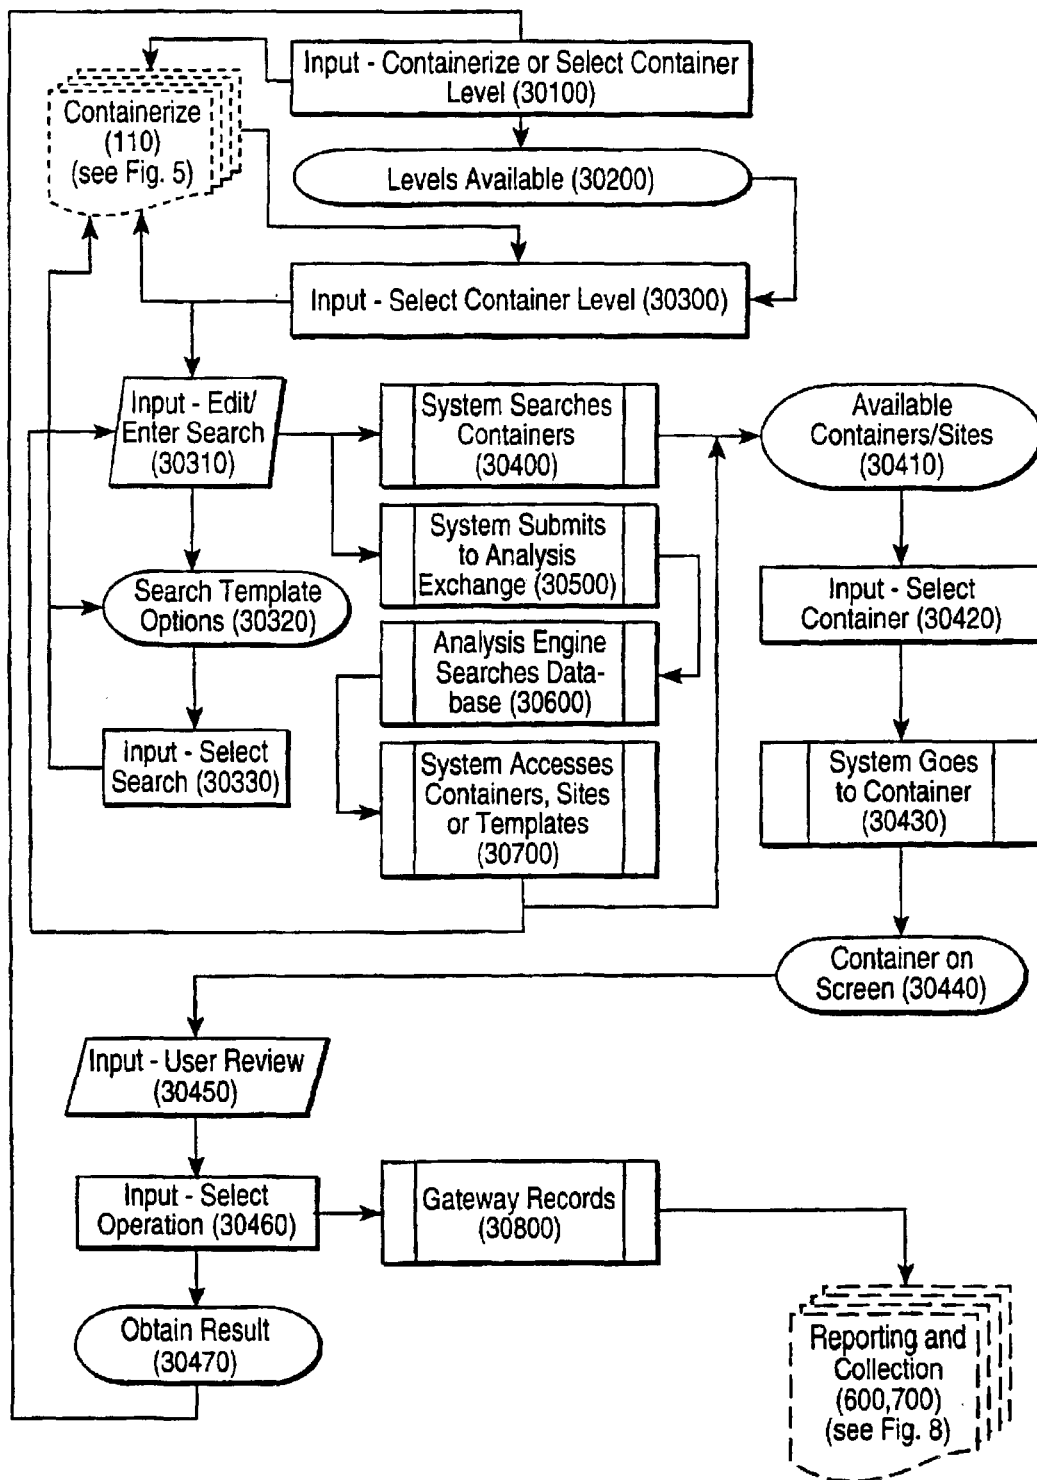 Input - Containerize or Select Container
Level (30100)
Containerize
(110)
(see Fig. 5)
Levels Available (30200)
Input - Select Container Level (30300)
Input - Edit/
Enter Search
(30310)
System Searches
Containers
(30400)
Available
Containers/Sites
(30410)
System Submits
to Analysis
Exchange (30500)
Search Template
Options (30320)
Input - Select
Container (30420)
Analysis Engine
Searches Data-
base (30600)
Input - Select
Search (30330)
System Accesses
Containers, Sites
or Templates
(30700)
System Goes
to Container
(30430)
Container on
Screen (30440)
Input - User Review
(30450)
Input - Select
Operation (30460)
Gateway Records
(30800)
Obtain Result
(30470)
Reporting and
Collection
(600,700)
(see Fig. 8)